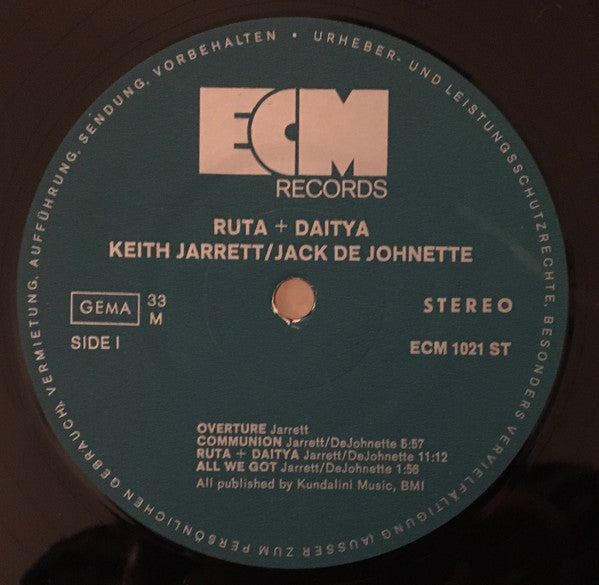 URHEBER- UND LEISTUNGSSCHUTZRECHTE, BESONDERS VERVIELFÄLTIGUNG (AUSSER ZUM PERSÖNLICHEN GEBRAUCH), VERMIETUNG, AUFFÜHRUNG, SENDUNG, VORBEHALTEN •
ECM
RECORDS
RUTA + DAITYA
KEITH JARRETT/JACK DE JOHNETTE
GEMA 33 M
STEREO
SIDE I
ECM 1021 ST
OVERTURE Jarrett
COMMUNION Jarrett/DeJohnette 5:57
RUTA + DAITYA Jarrett/DeJohnette 11:12
ALL WE GOT Jarrett/DeJohnette 1:56
All published by Kundalini Music, BMI